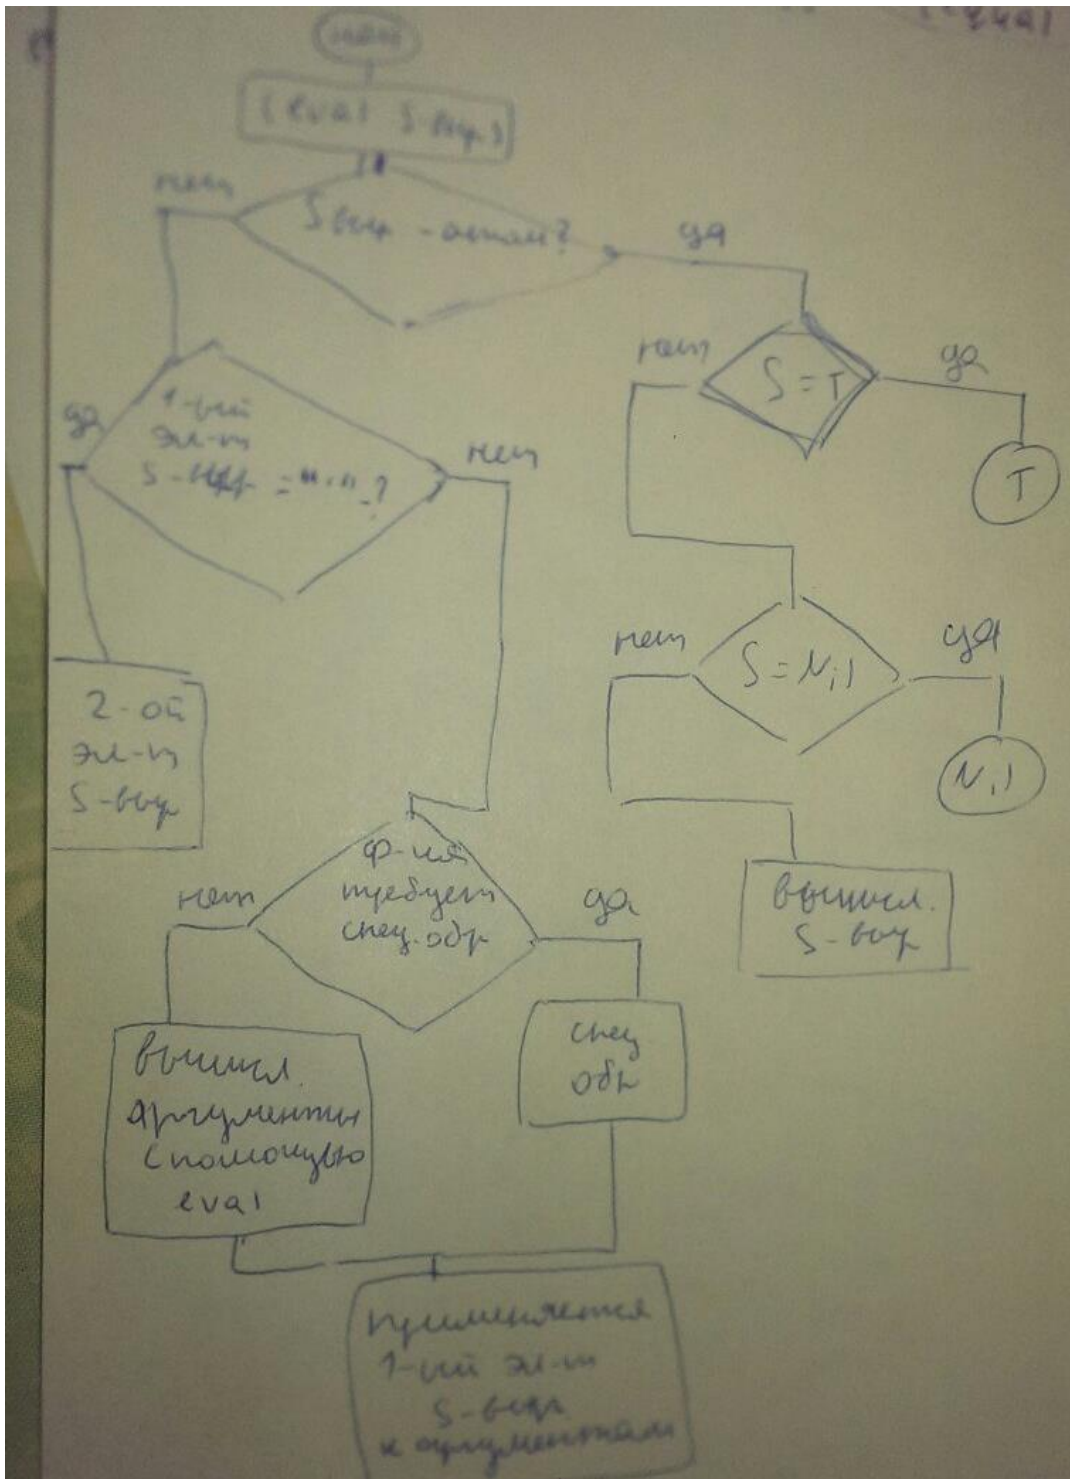 нач
(eval S-выр)
нет
S выр - атом?
да
нет
S = T
да
T
да
1-ый
эл-т
S-выр = "'" ?
нет
нет
S = Nil
да
Nil
2-ой
эл-т
S-выр
вычисл.
S-выр
нет
ф-ия
требует
спец. обр
да
вычисл.
аргументы
с помощью
eval
спец
обр
применяется
1-ый эл-т
S-выр
к аргументам